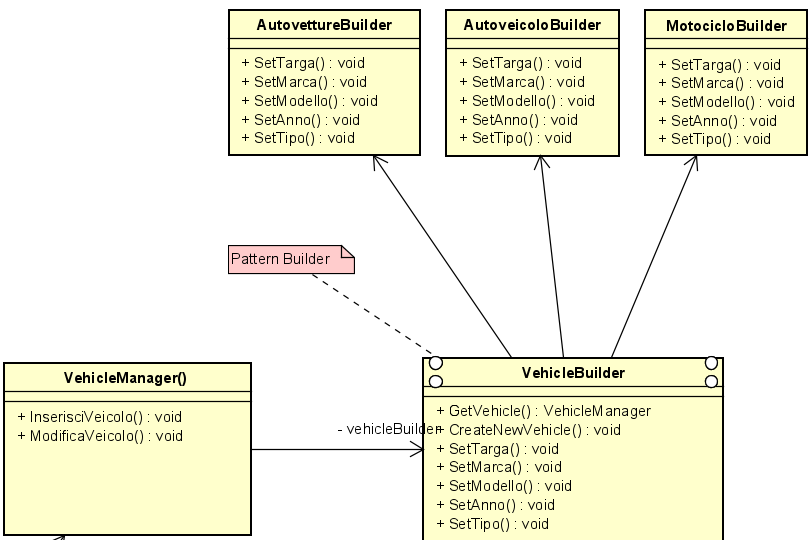 AutovettureBuilder
+ SetTarga() : void
+ SetMarca() : void
+ SetModello() : void
+ SetAnno() : void
+ SetTipo() : void
AutoveicoloBuilder
+ SetTarga() : void
+ SetMarca() : void
+ SetModello() : void
+ SetAnno() : void
+ SetTipo() : void
MotocicloBuilder
+ SetTarga() : void
+ SetMarca() : void
+ SetModello() : void
+ SetAnno() : void
+ SetTipo() : void
Pattern Builder
VehicleManager()
+ InserisciVeicolo() : void
+ ModificaVeicolo() : void
- vehicleBuilder
VehicleBuilder
+ GetVehicle() : VehicleManager
+ CreateNewVehicle() : void
+ SetTarga() : void
+ SetMarca() : void
+ SetModello() : void
+ SetAnno() : void
+ SetTipo() : void